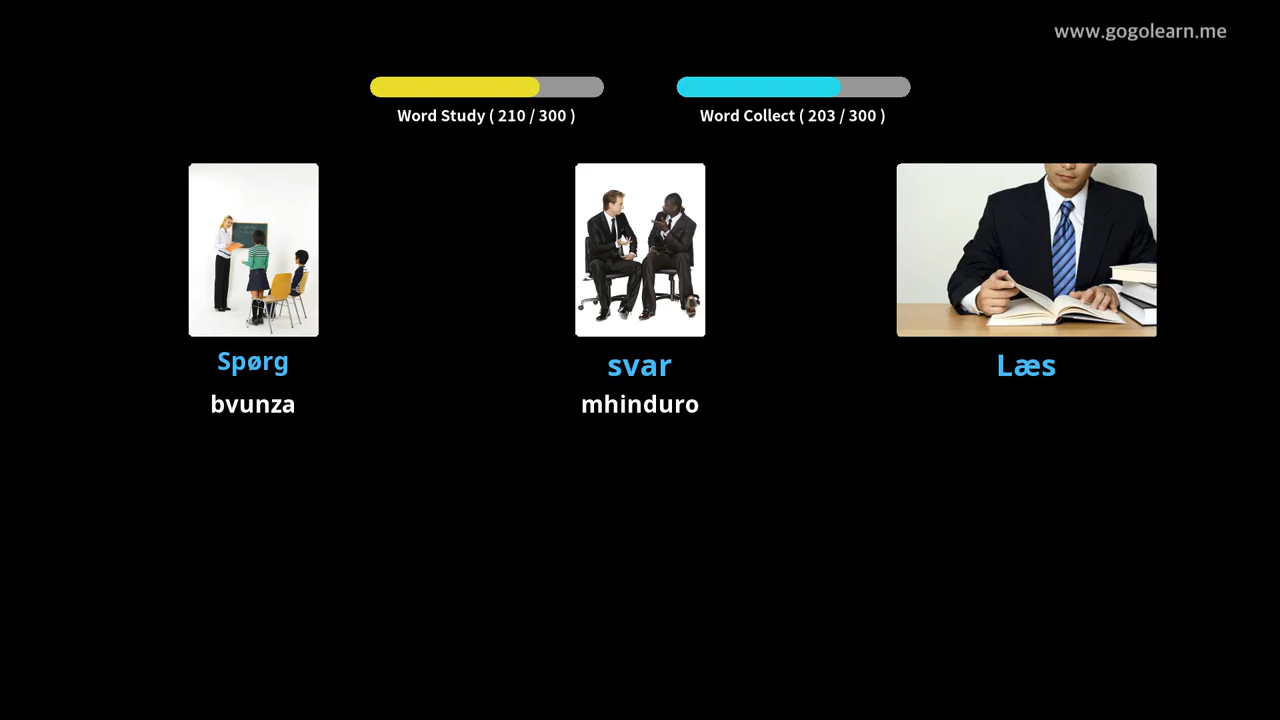 www.gogolearn.me
Word Study ( 210 / 300 )
Word Collect ( 203 / 300 )
Spørg
svar
Læs
bvunza
mhinduro